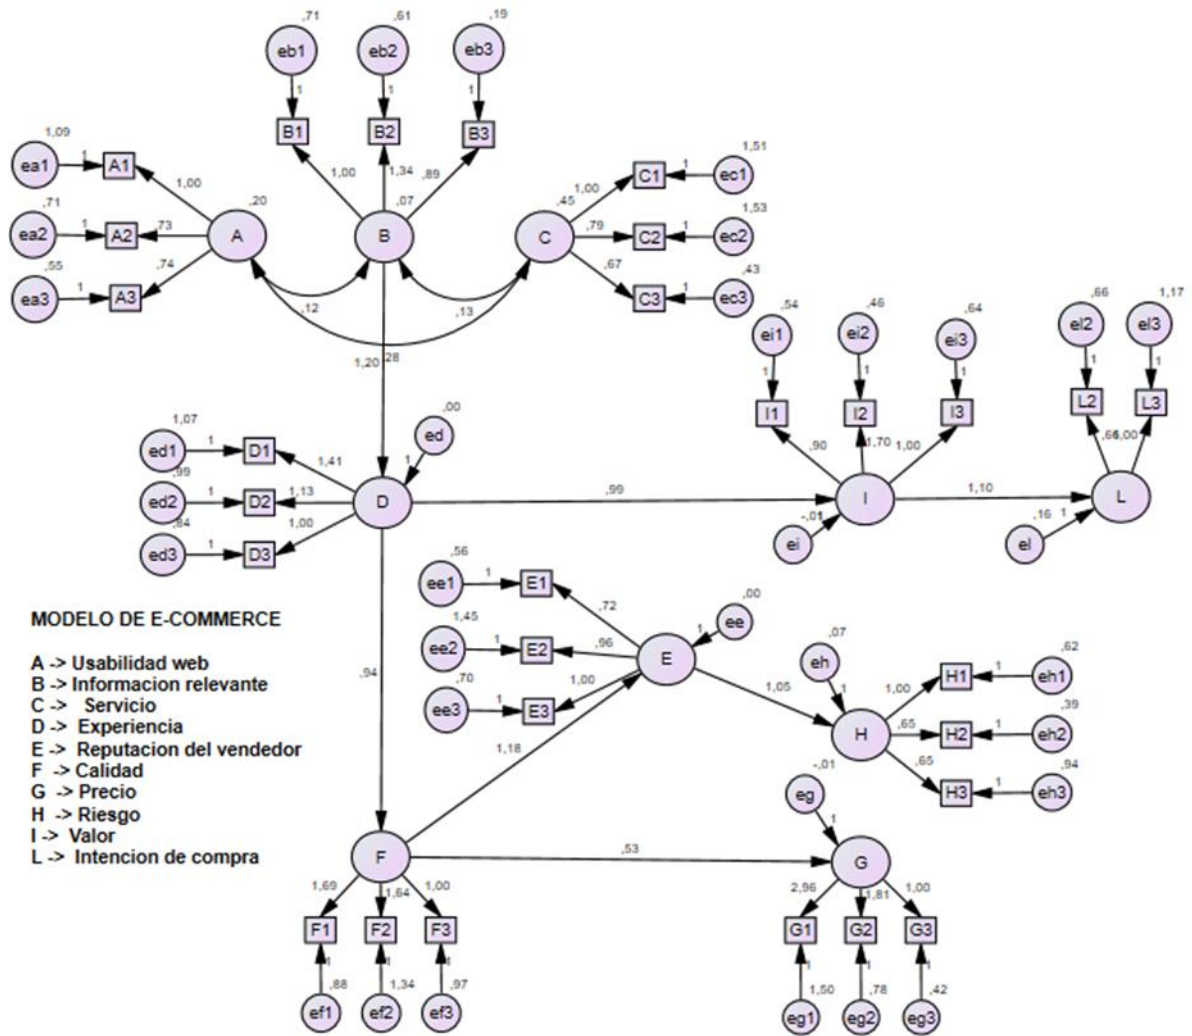 ,71 ,61 ,19
eb1 eb2 eb3
1 1 1
B1 B2 B3
1,09
ea1 1 A1
1,00
1,00 1,34 ,89
,71 ,20 ,07 ,45
ea2 1 A2 ,73 A B C
,55 ,74
ea3 1 A3
1,51
1,00 C1 1 ec1
1,53
,79 C2 1 ec2
,43
,67 C3 1 ec3
,12 ,13
1,20 ,28
,54 ,46 ,64 ,66 1,17
ei1 ei2 ei3 el2 el3
1 1 1 1 1
I1 I2 I3 L2 L3
,90 1,70 1,00 1,00
1,07 ,00
ed1 1 D1 ed
1,41 1
,99
ed2 1 D2 1,13 D ,99 I 1,10 L
,84 1,00
ed3 1 D3
-,01 ,16 1
ei el
,56
ee1 1 E1
,72 ,00
1,45 1 ee
ee2 1 E2 ,96 E
,70 1,00
ee3 1 E3
,94 1,18 1,05
,07
eh
1
H
,62
1,00 H1 1 eh1
,39
,65 H2 1 eh2
,94
,65 H3 1 eh3
MODELO DE E-COMMERCE
A -> Usabilidad web
B -> Informacion relevante
C -> Servicio
D -> Experiencia
E -> Reputacion del vendedor
F -> Calidad
G -> Precio
H -> Riesgo
I -> Valor
L -> Intencion de compra
-,01
eg
1
F ,53 G
1,69 1,64 1,00 2,96 1,81 1,00
F1 F2 F3 G1 G2 G3
1 1 1 1 1 1
,88 1,34 ,97 1,50 ,78 ,42
ef1 ef2 ef3 eg1 eg2 eg3